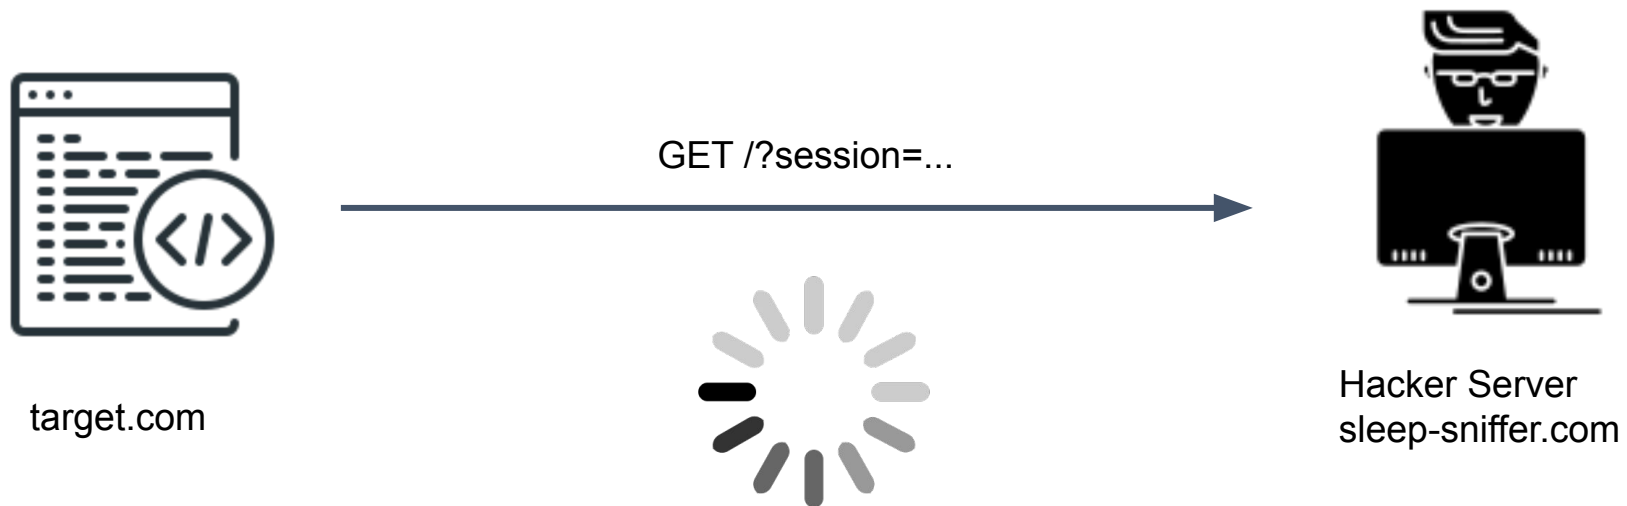 GET /?session=...
target.com
Hacker Server
sleep-sniffer.com